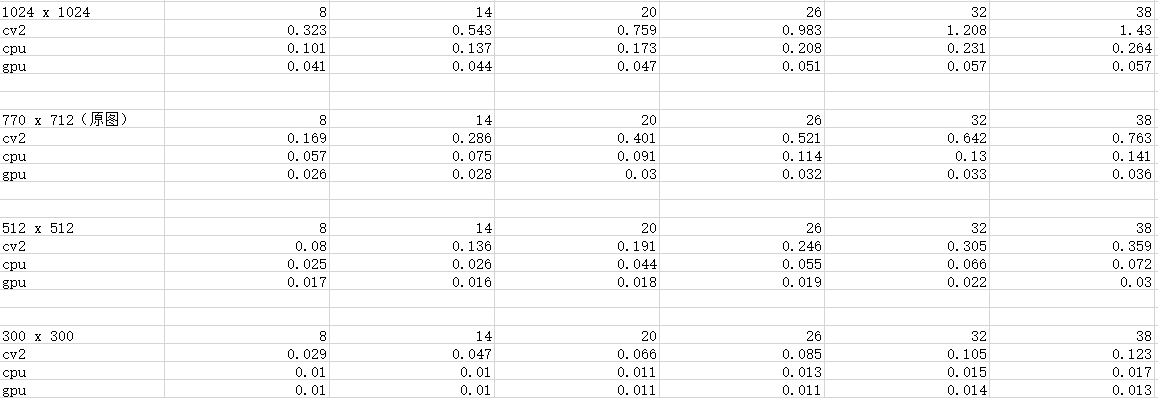 1024 x 1024 8 14 20 26 32 38
cv2 0.323 0.543 0.759 0.983 1.208 1.43
cpu 0.101 0.137 0.173 0.208 0.231 0.264
gpu 0.041 0.044 0.047 0.051 0.057 0.057
770 x 712（原图） 8 14 20 26 32 38
cv2 0.169 0.286 0.401 0.521 0.642 0.763
cpu 0.057 0.075 0.091 0.114 0.13 0.141
gpu 0.026 0.028 0.03 0.032 0.033 0.036
512 x 512 8 14 20 26 32 38
cv2 0.08 0.136 0.191 0.246 0.305 0.359
cpu 0.025 0.026 0.044 0.055 0.066 0.072
gpu 0.017 0.016 0.018 0.019 0.022 0.03
300 x 300 8 14 20 26 32 38
cv2 0.029 0.047 0.066 0.085 0.105 0.123
cpu 0.01 0.01 0.011 0.013 0.015 0.017
gpu 0.01 0.01 0.011 0.011 0.014 0.013